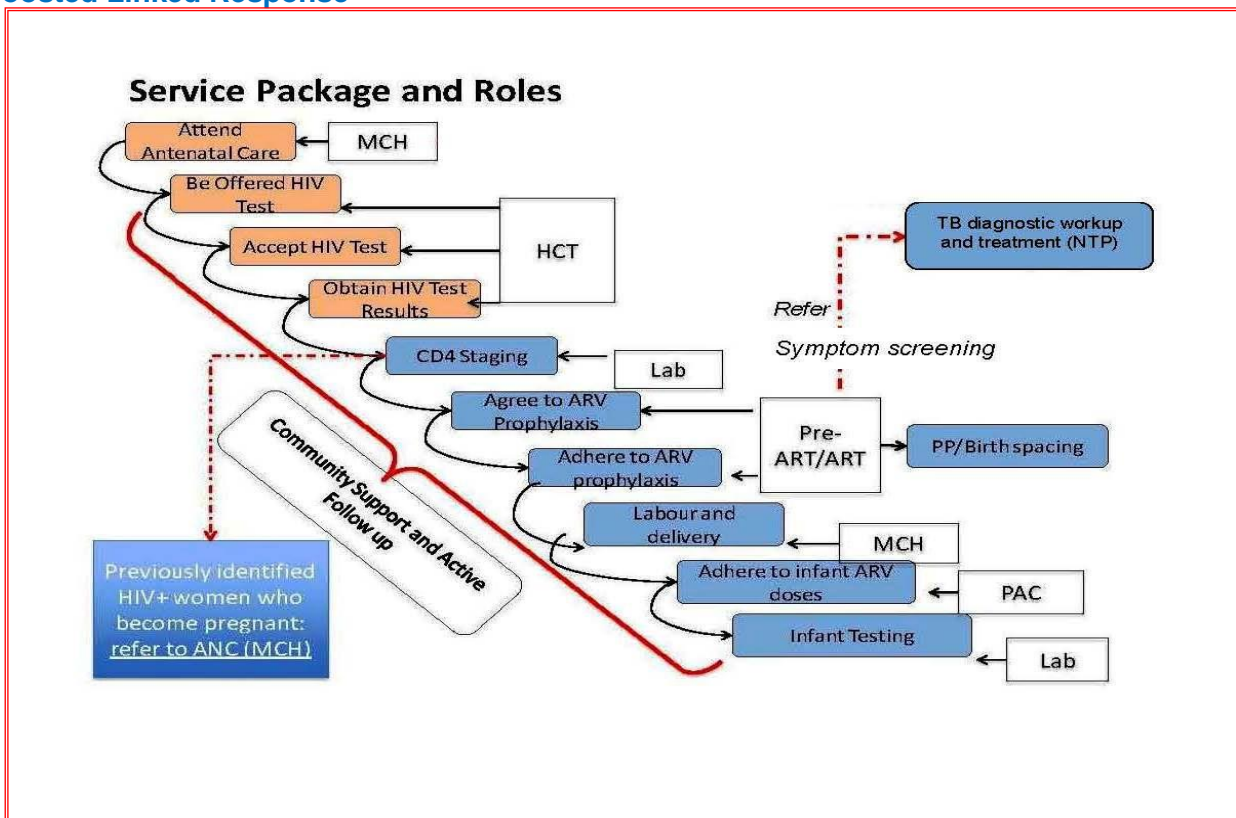 Service Package and Roles
Attend
Antenatal Care
MCH
Be Offered HIV
Test
Accept HIV Test
HCT
Obtain HIV Test
Results
TB diagnostic workup
and treatment (NTP)
Refer
Symptom screening
CD4 Staging
Lab
Agree to ARV
Prophylaxis
Pre-
ART/ART
PP/Birth spacing
Adhere to ARV
prophylaxis
Community Support and Active
Follow up
Labour and
delivery
MCH
Previously identified
HIV+ women who
become pregnant:
refer to ANC (MCH)
Adhere to infant ARV
doses
PAC
Infant Testing
Lab